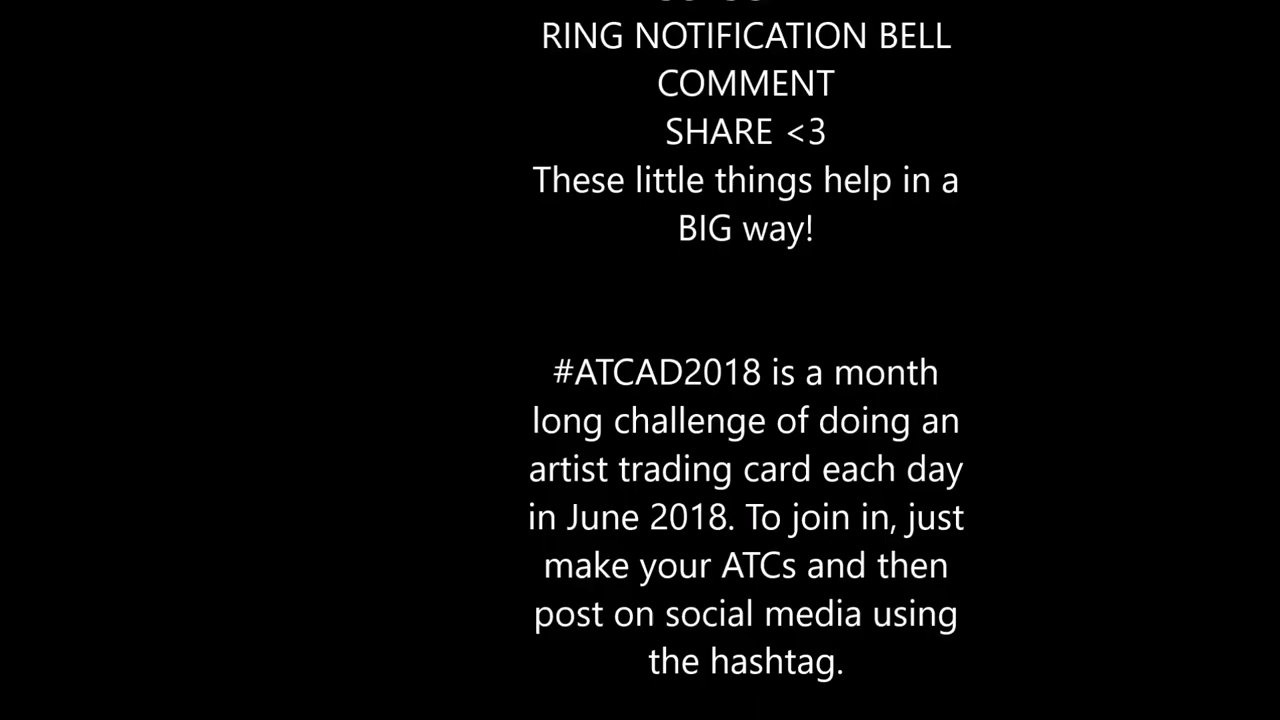 RING NOTIFICATION BELL
COMMENT
SHARE <3
These little things help in a
BIG way!
#ATCAD2018 is a month
long challenge of doing an
artist trading card each day
in June 2018. To join in, just
make your ATCs and then
post on social media using
the hashtag.